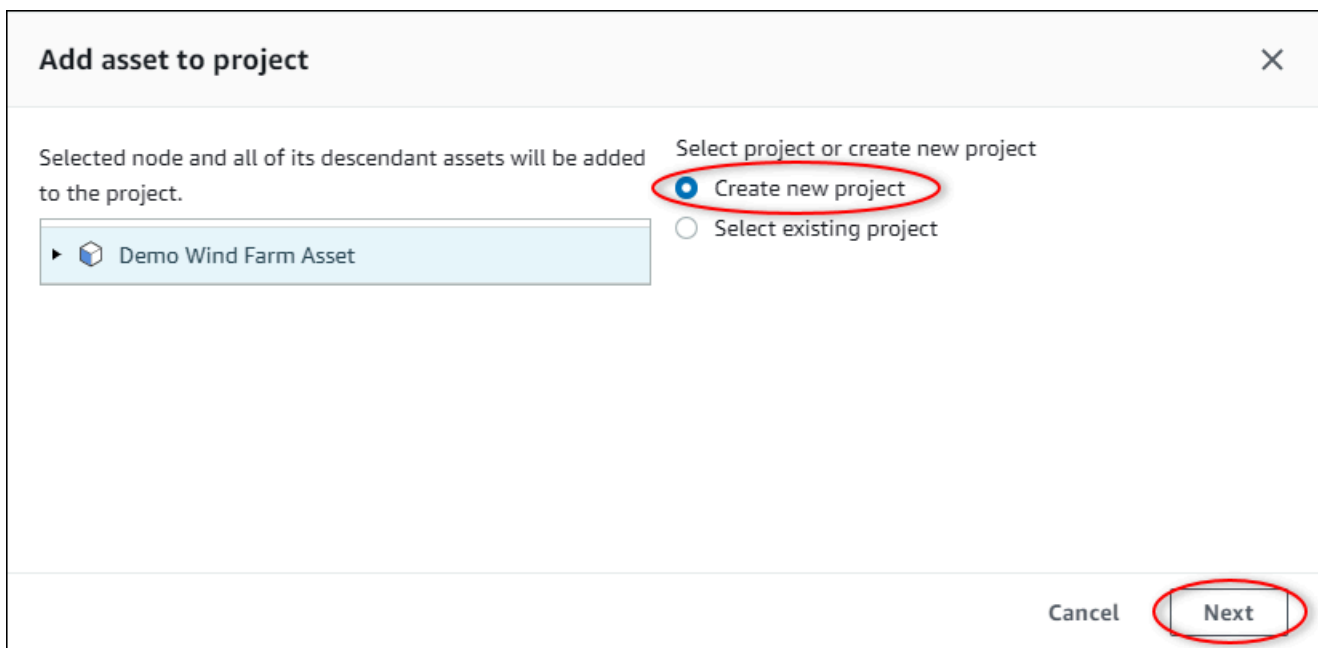 Add asset to project
Selected node and all of its descendant assets will be added
to the project.
Demo Wind Farm Asset
Select project or create new project
Create new project
Select existing project
Cancel
Next